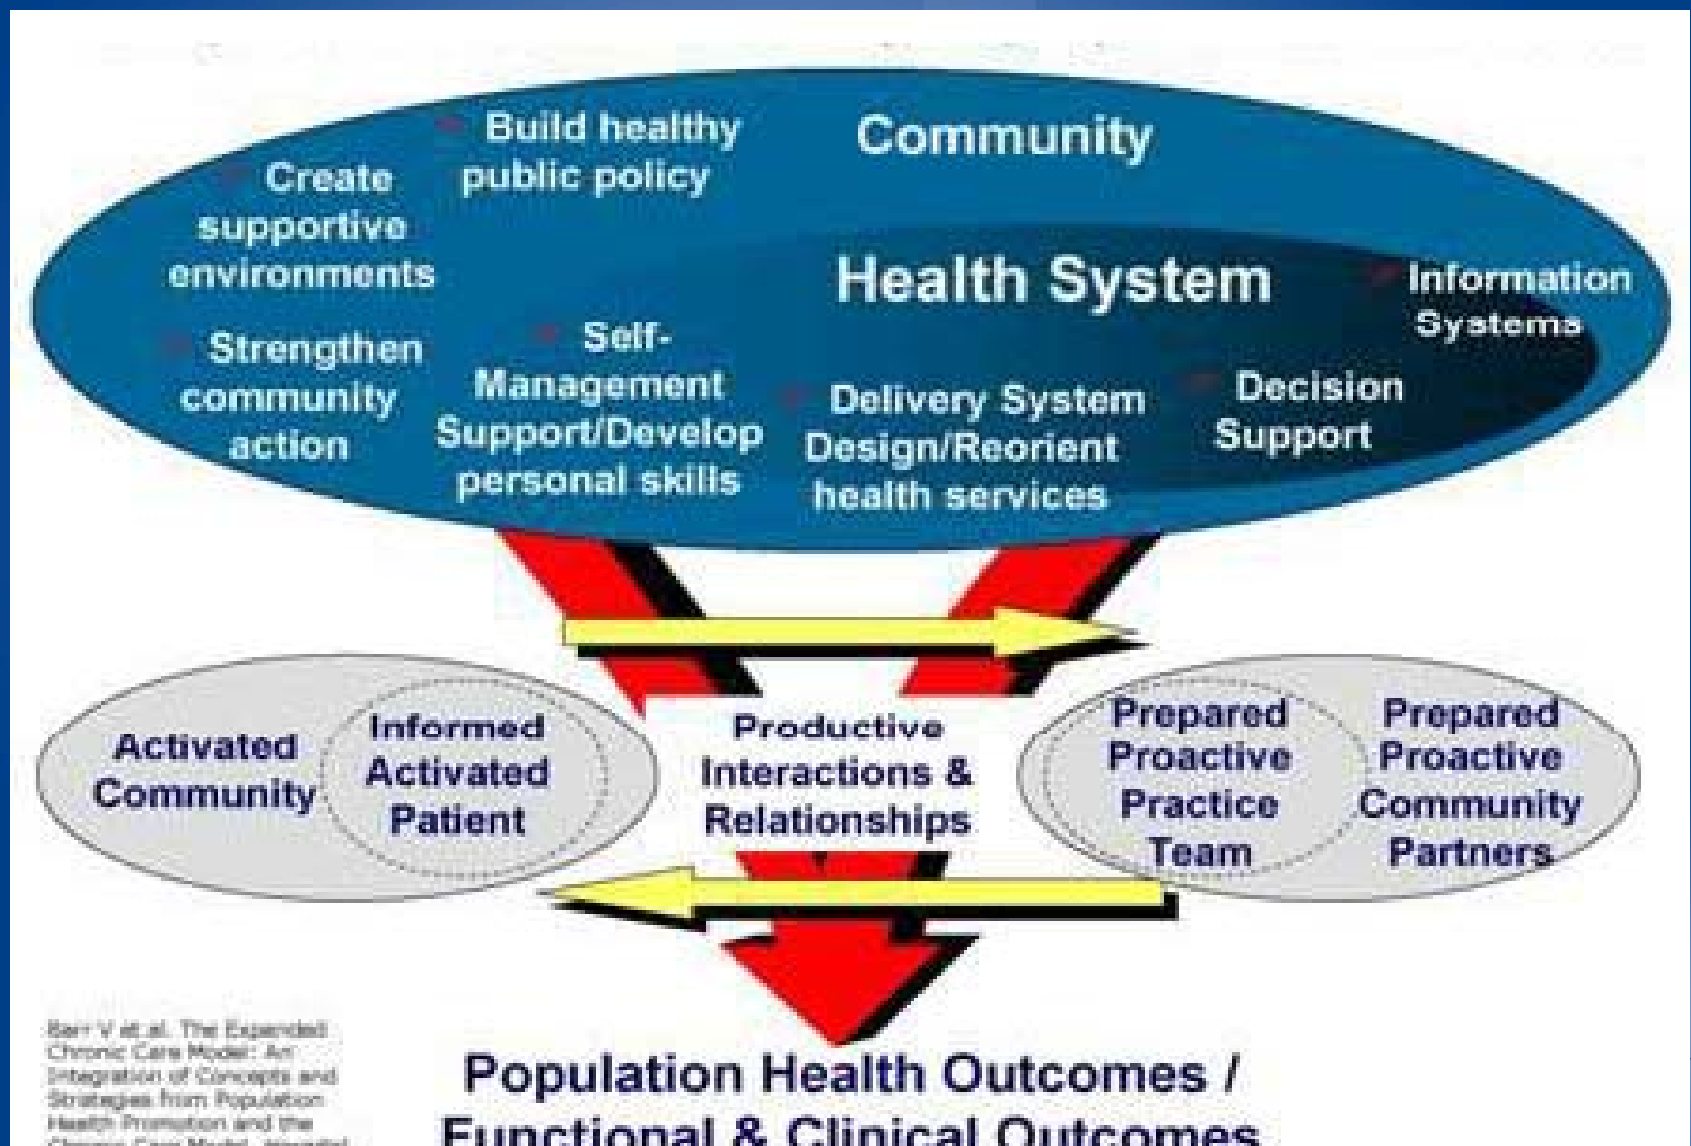 Build healthy
public policy
Community
Create
supportive
environments
Health System
Information
Systems
Strengthen
community
action
Self-
Management
Support/Develop
personal skills
Delivery System
Design/Reorient
health services
Decision
Support
Activated
Community
Informed
Activated
Patient
Productive
Interactions &
Relationships
Prepared
Proactive
Practice
Team
Prepared
Proactive
Community
Partners
Population Health Outcomes /
Functional & Clinical Outcomes
Barr V et al. The Expanded
Chronic Care Model: An
Integration of Concepts and
Strategies from Population
Health Promotion and the
Chronic Care Model.